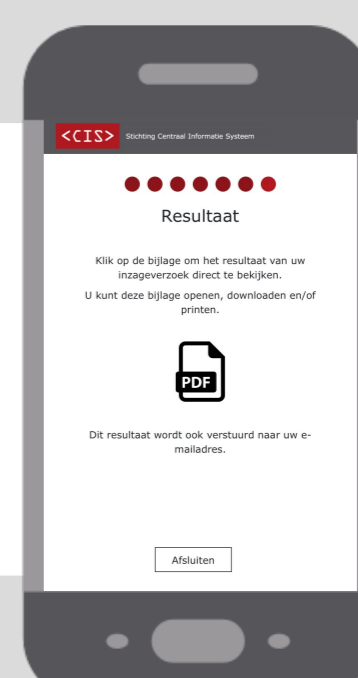 <CIS> Stichting Centraal Informatie Systeem
Resultaat
Klik op de bijlage om het resultaat van uw
inzageverzoek direct te bekijken.
U kunt deze bijlage openen, downloaden en/of
printen.
PDF
Dit resultaat wordt ook verstuurd naar uw e-
mailadres.
Afsluiten